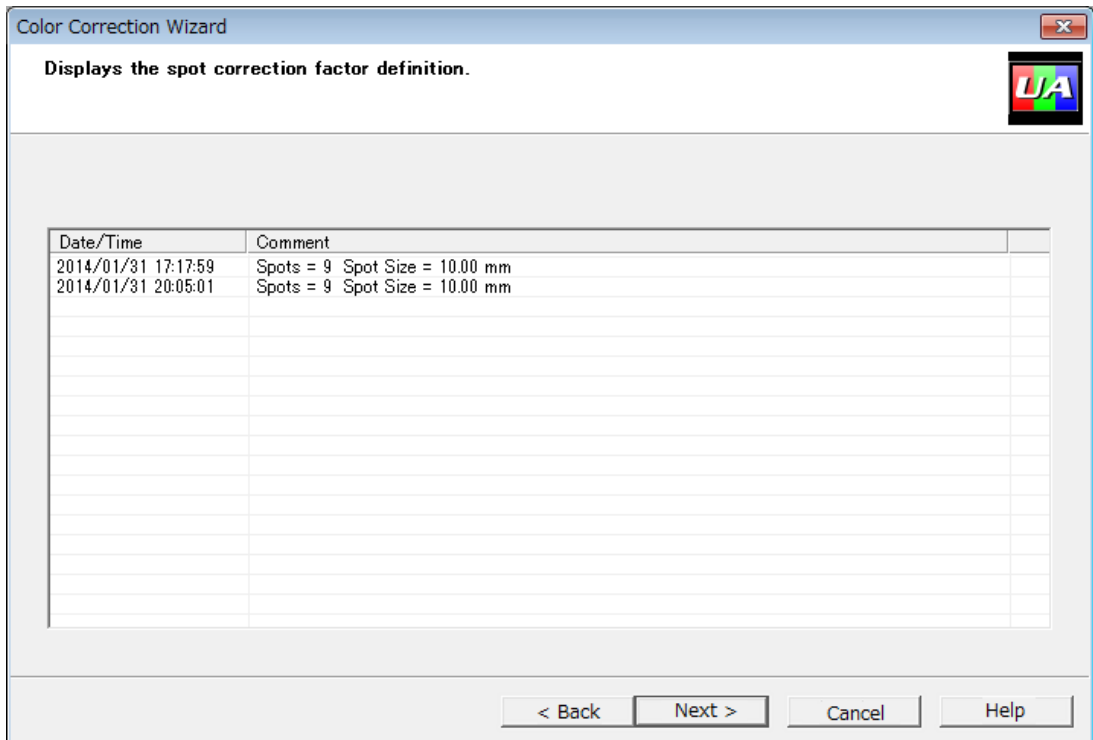 Color Correction Wizard
Displays the spot correction factor definition.
UA
Date/Time Comment
2014/01/31 17:17:59 Spots = 9 Spot Size = 10.00 mm
2014/01/31 20:05:01 Spots = 9 Spot Size = 10.00 mm
< Back Next > Cancel Help